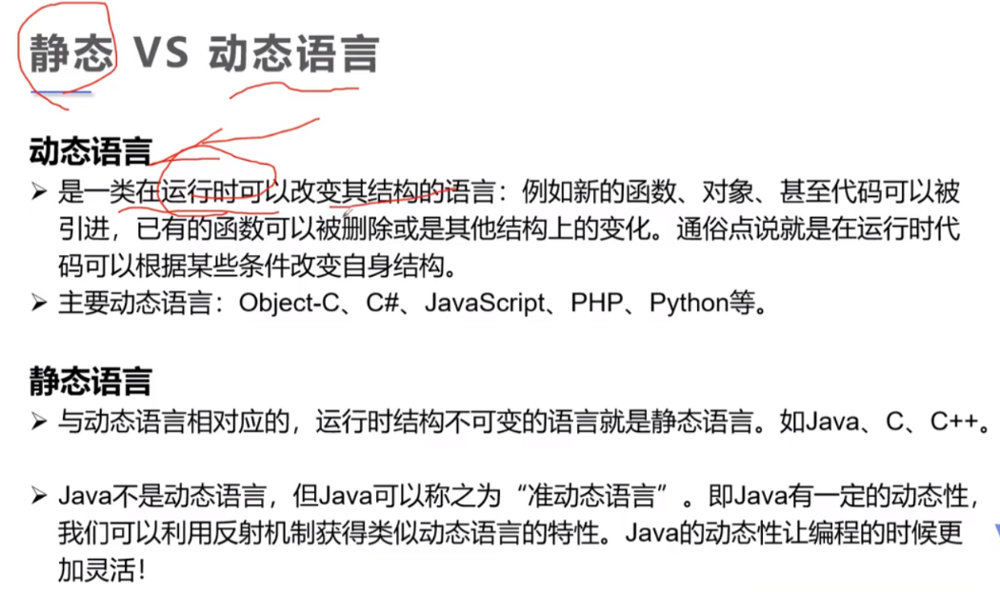 静态 VS 动态语言
动态语言
➢ 是一类在运行时可以改变其结构的语言：例如新的函数、对象、甚至代码可以被
引进，已有的函数可以被删除或是其他结构上的变化。通俗点说就是在运行时代
码可以根据某些条件改变自身结构。
➢ 主要动态语言：Object-C、C#、JavaScript、PHP、Python等。
静态语言
➢ 与动态语言相对应的，运行时结构不可变的语言就是静态语言。如Java、C、C++。
➢ Java不是动态语言，但Java可以称之为“准动态语言”。即Java有一定的动态性，
我们可以利用反射机制获得类似动态语言的特性。Java的动态性让编程的时候更
加灵活！